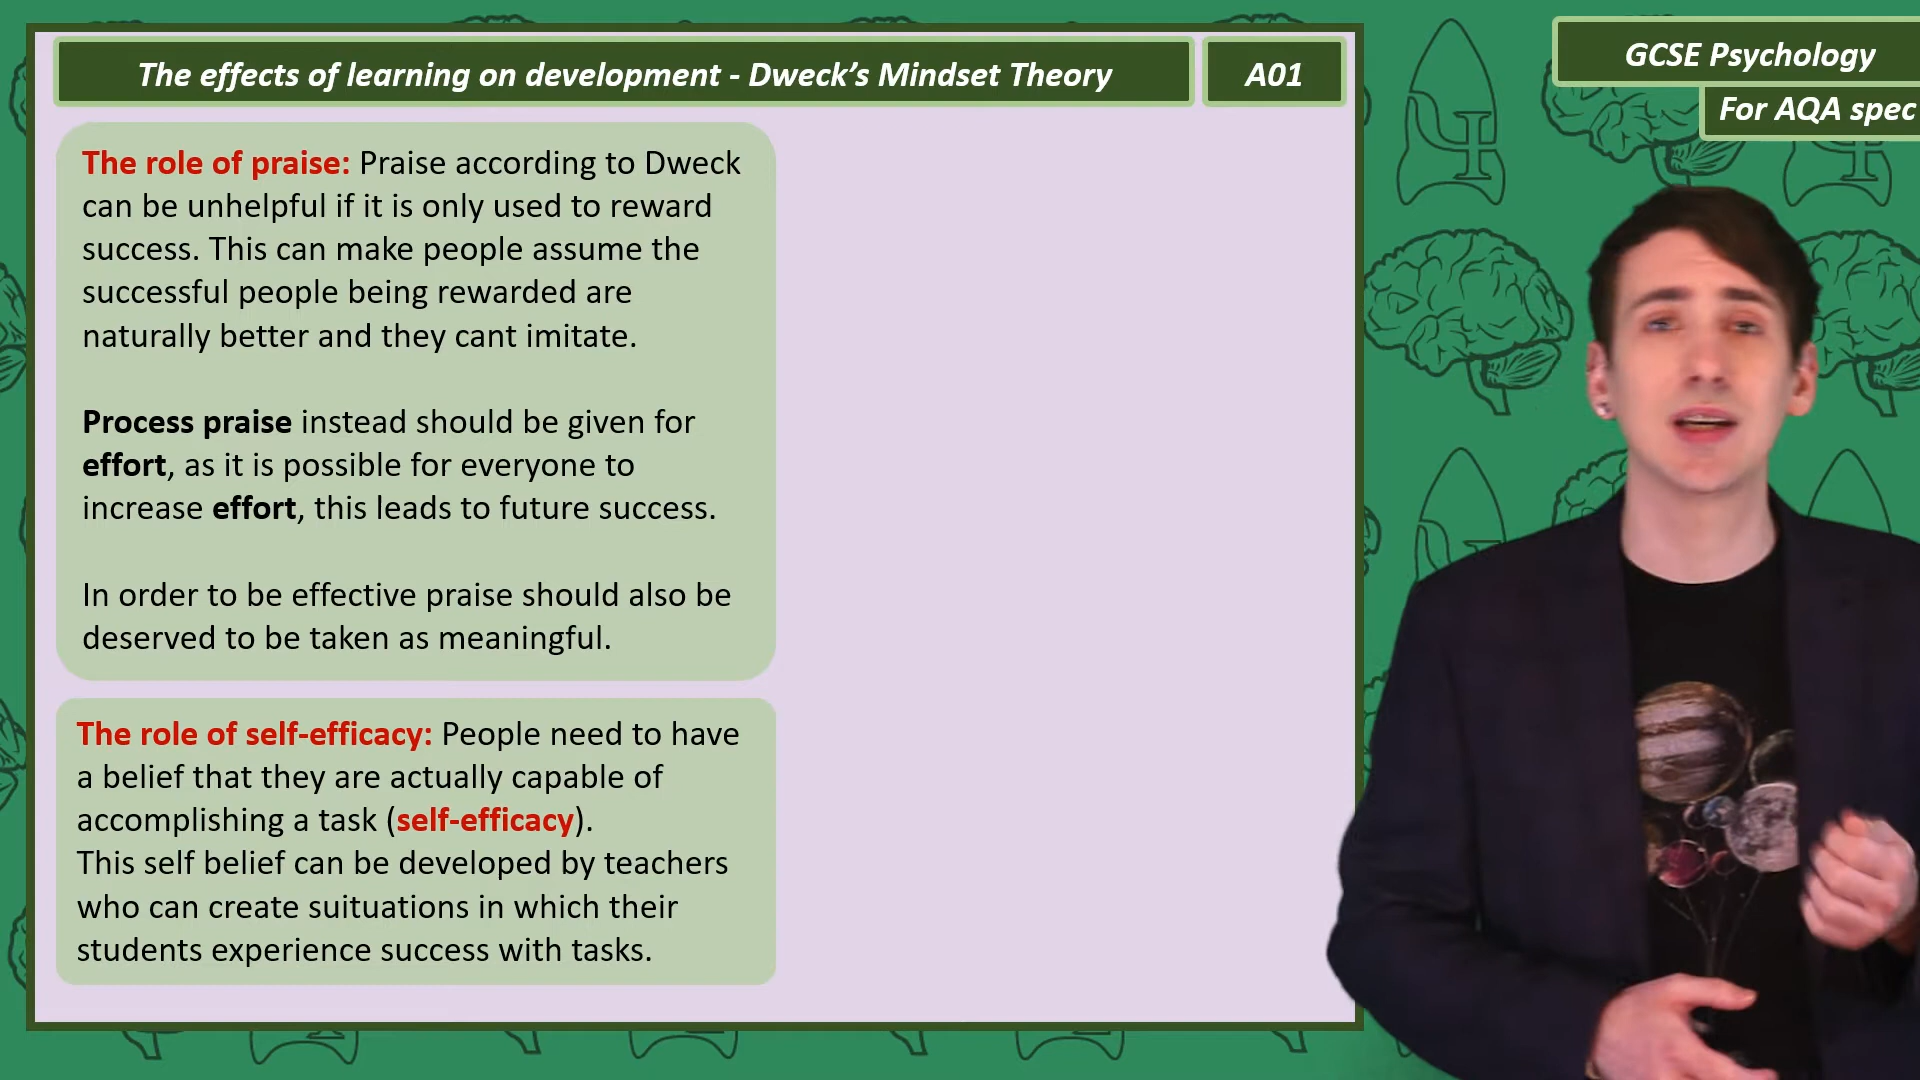 The effects of learning on development - Dweck's Mindset Theory
A01
GCSE Psychology
For AQA spec
The role of praise: Praise according to Dweck
can be unhelpful if it is only used to reward
success. This can make people assume the
successful people being rewarded are
naturally better and they cant imitate.
Process praise instead should be given for
effort, as it is possible for everyone to
increase effort, this leads to future success.
In order to be effective praise should also be
deserved to be taken as meaningful.
The role of self-efficacy: People need to have
a belief that they are actually capable of
accomplishing a task (self-efficacy).
This self belief can be developed by teachers
who can create suituations in which their
students experience success with tasks.